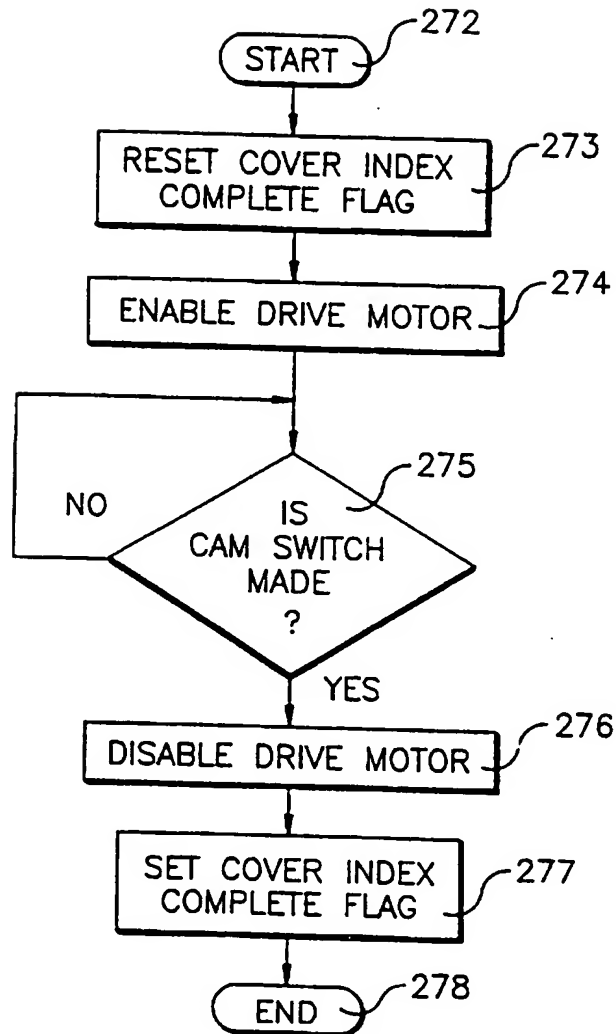 START
272
RESET COVER INDEX
COMPLETE FLAG
273
ENABLE DRIVE MOTOR
274
IS
CAM SWITCH
MADE
?
275
NO
YES
DISABLE DRIVE MOTOR
276
SET COVER INDEX
COMPLETE FLAG
277
END
278